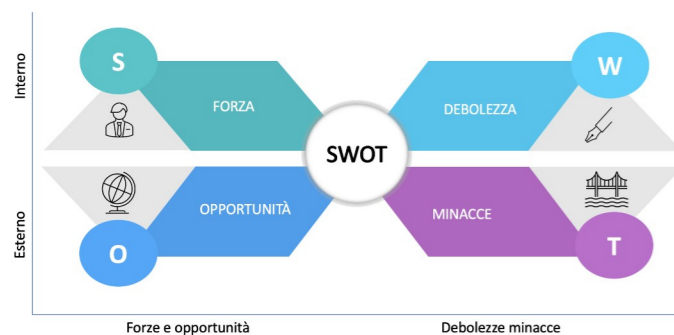 S
W
Interno
FORZA
DEBOLEZZA
SWOT
OPPORTUNITÀ
MINACCE
Esterno
O
T
Forze e opportunità
Debolezze minacce